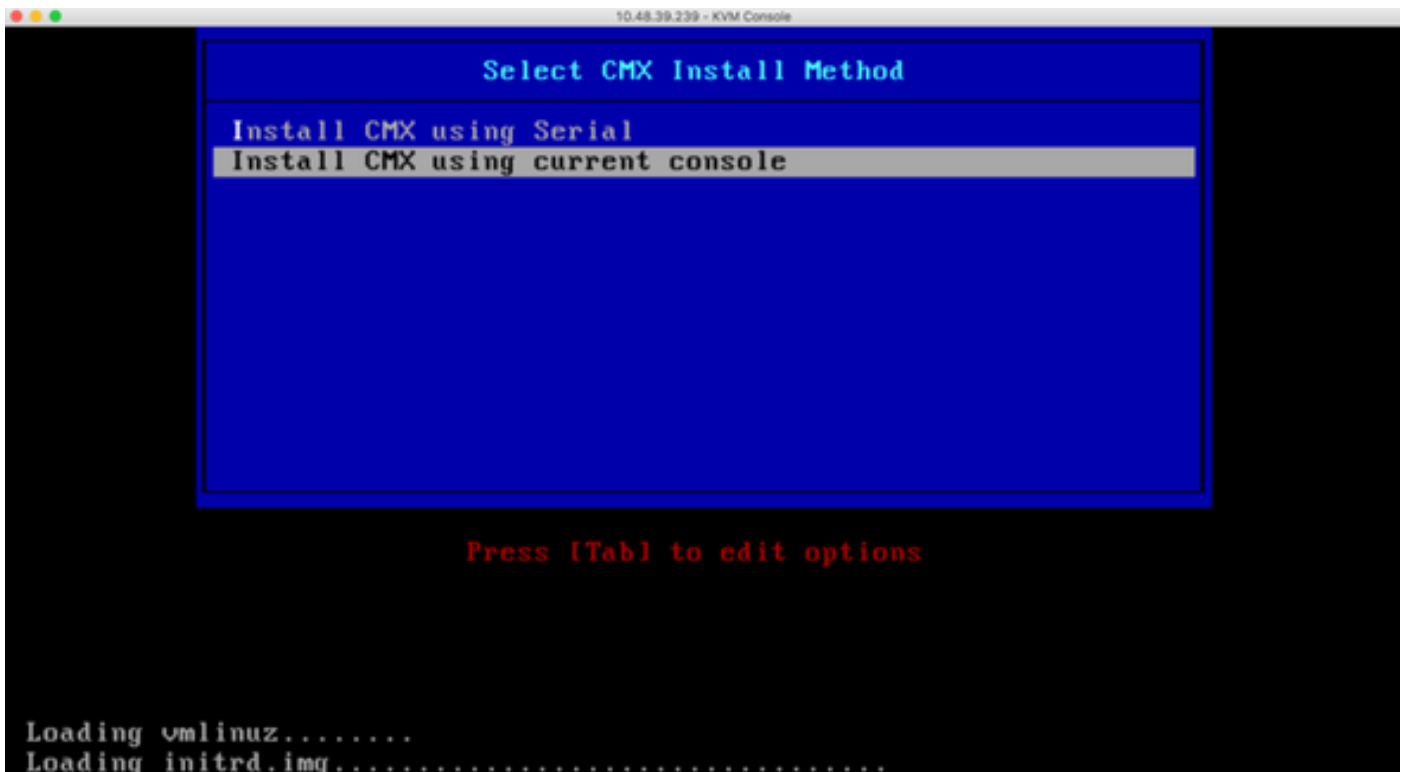 10.48.39.239 - KVM Console
Select CMX Install Method
Install CMX using Serial
Install CMX using current console
Press [Tab] to edit options
Loading vmlinuz........
Loading initrd.img.................................